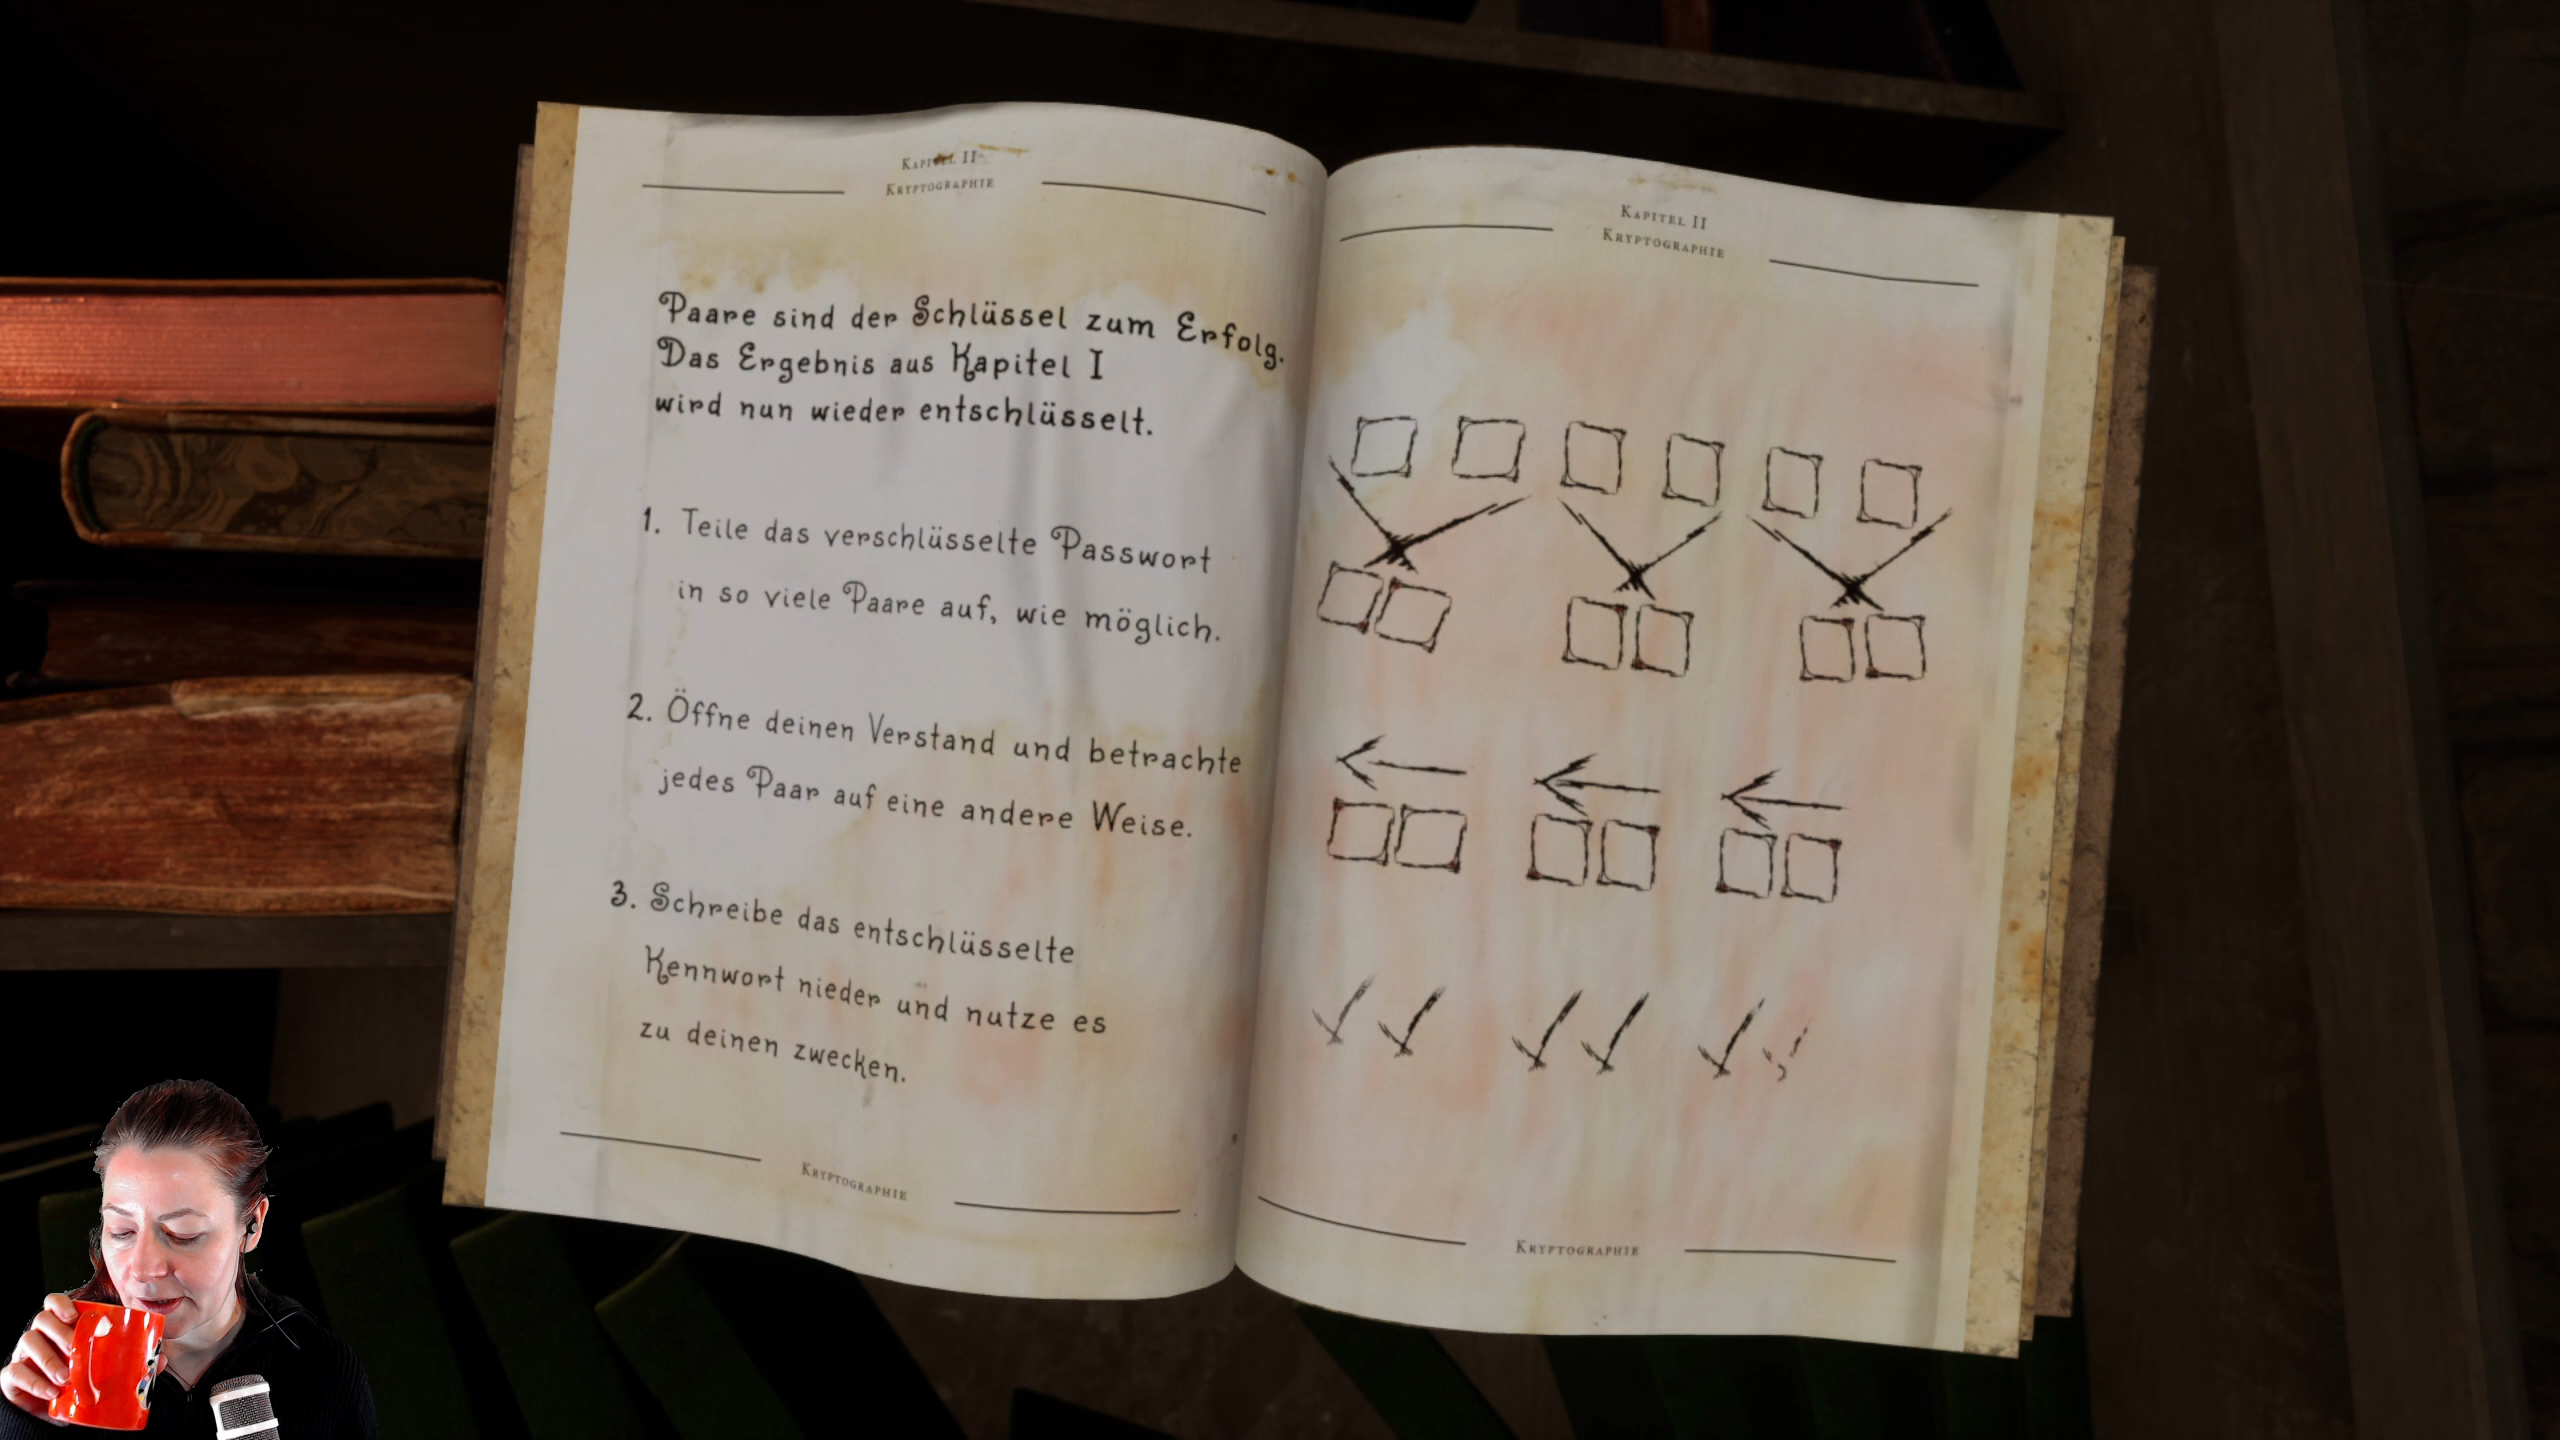 Kapitel II
Kryptographie
Paare sind der Schlüssel zum Erfolg.
Das Ergebnis aus Kapitel I
wird nun wieder entschlüsselt.
1. Teile das verschlüsselte Passwort
in so viele Paare auf, wie möglich.
2. Öffne deinen Verstand und betrachte
jedes Paar auf eine andere Weise.
3. Schreibe das entschlüsselte
Kennwort nieder und nutze es
zu deinen zwecken.
Kryptographie
Kapitel II
Kryptographie
Kryptographie